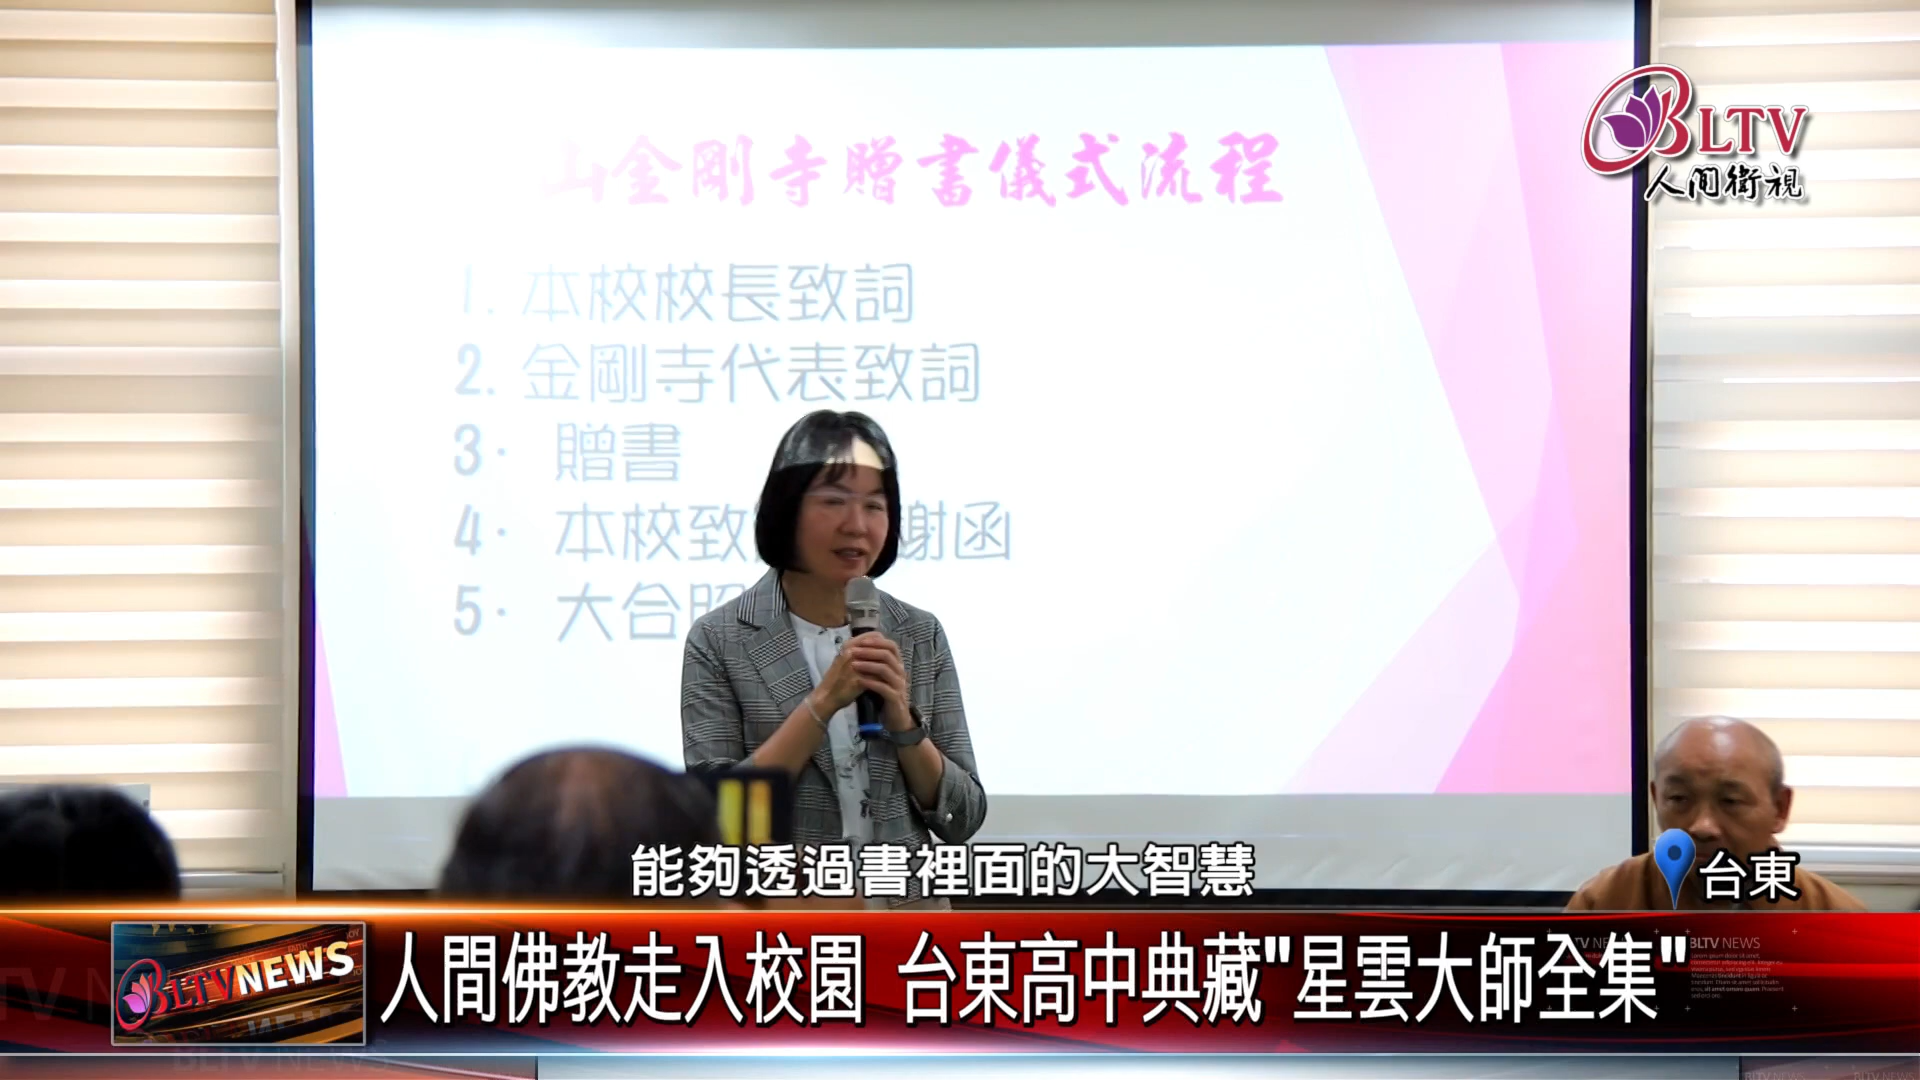 山金剛寺贈書儀式流程
BLTV
人間衛視
1. 本校校長致詞
2. 金剛寺代表致詞
3. 贈書
4. 本校致 謝函
5. 大合照
能夠透過書裡面的大智慧
台東
BLTVNEWS
人間佛教走入校園 台東高中典藏"星雲大師全集"
BLTV NEWS